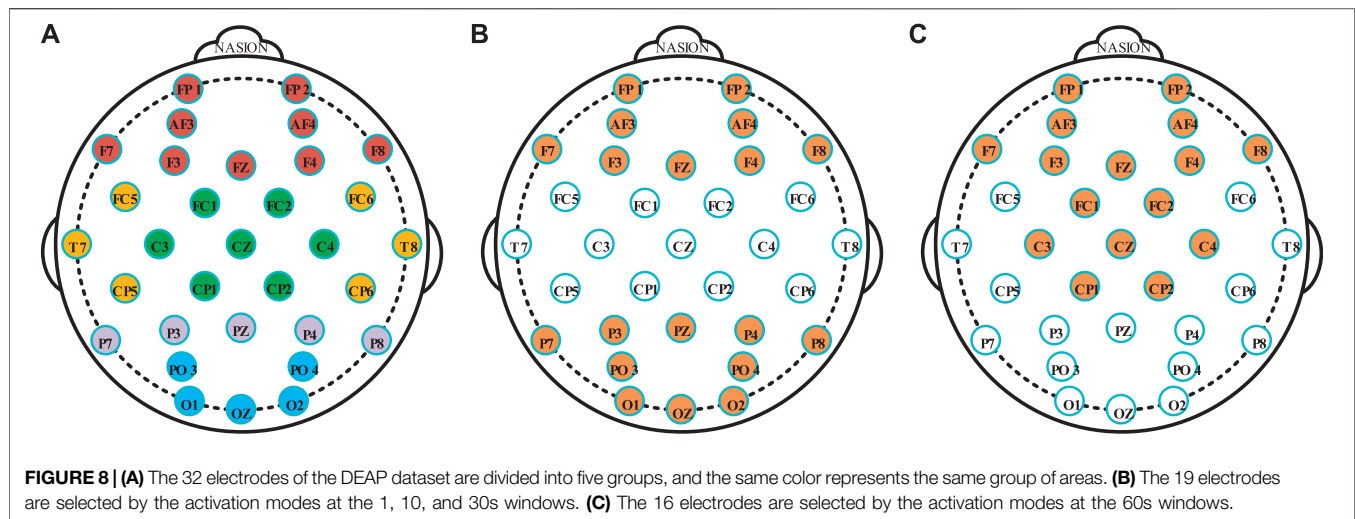 A
NASION
FP 1 FP 2
AF3 AF4
F7 F3 FZ F4 F8
FC5 FC1 FC2 FC6
T7 C3 CZ C4 T8
CP5 CP1 CP2 CP6
P7 P3 PZ P4 P8
PO 3 PO 4
O1 OZ O2
B
NASION
FP 1 FP 2
AF3 AF4
F7 F3 FZ F4 F8
FC5 FC1 FC2 FC6
T7 C3 CZ C4 T8
CP5 CP1 CP2 CP6
P7 P3 PZ P4 P8
PO 3 PO 4
O1 OZ O2
C
NASION
FP 1 FP 2
AF3 AF4
F7 F3 FZ F4 F8
FC5 FC1 FC2 FC6
T7 C3 CZ C4 T8
CP5 CP1 CP2 CP6
P7 P3 PZ P4 P8
PO 3 PO 4
O1 OZ O2
FIGURE 8 | (A) The 32 electrodes of the DEAP dataset are divided into five groups, and the same color represents the same group of areas. (B) The 19 electrodes
are selected by the activation modes at the 1, 10, and 30s windows. (C) The 16 electrodes are selected by the activation modes at the 60s windows.